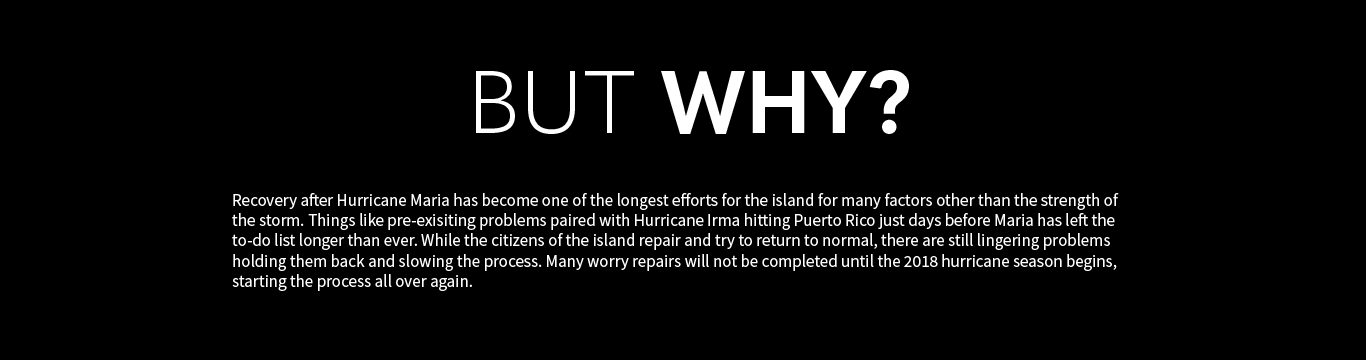 BUT WHY?
Recovery after Hurricane Maria has become one of the longest efforts for the island for many factors other than the strength of
the storm. Things like pre-exisiting problems paired with Hurricane Irma hitting Puerto Rico just days before Maria has left the
to-do list longer than ever. While the citizens of the island repair and try to return to normal, there are still lingering problems
holding them back and slowing the process. Many worry repairs will not be completed until the 2018 hurricane season begins,
starting the process all over again.